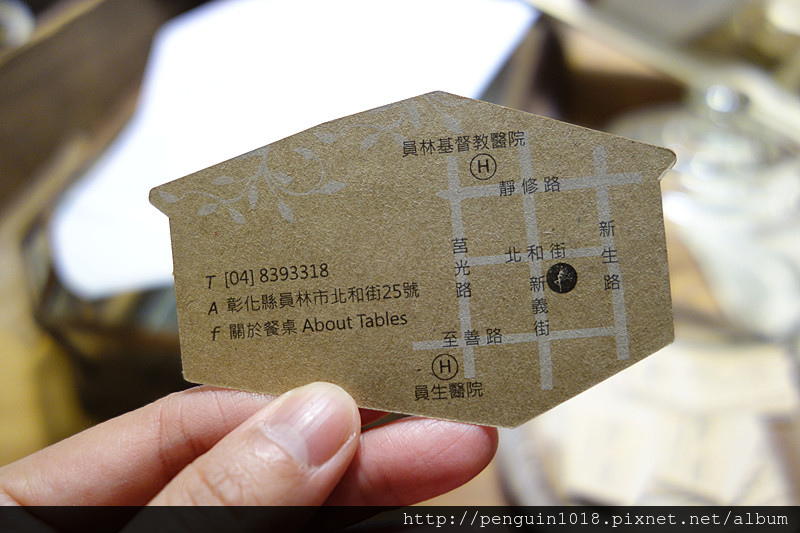 T [04] 8393318
A 彰化縣員林市北和街25號
f 關於餐桌 About Tables
員林基督教醫院
H
靜修路
北和街
新生路
莒光路
新義街
至善路
H
員生醫院
http://penguin1018.pixnet.net/album